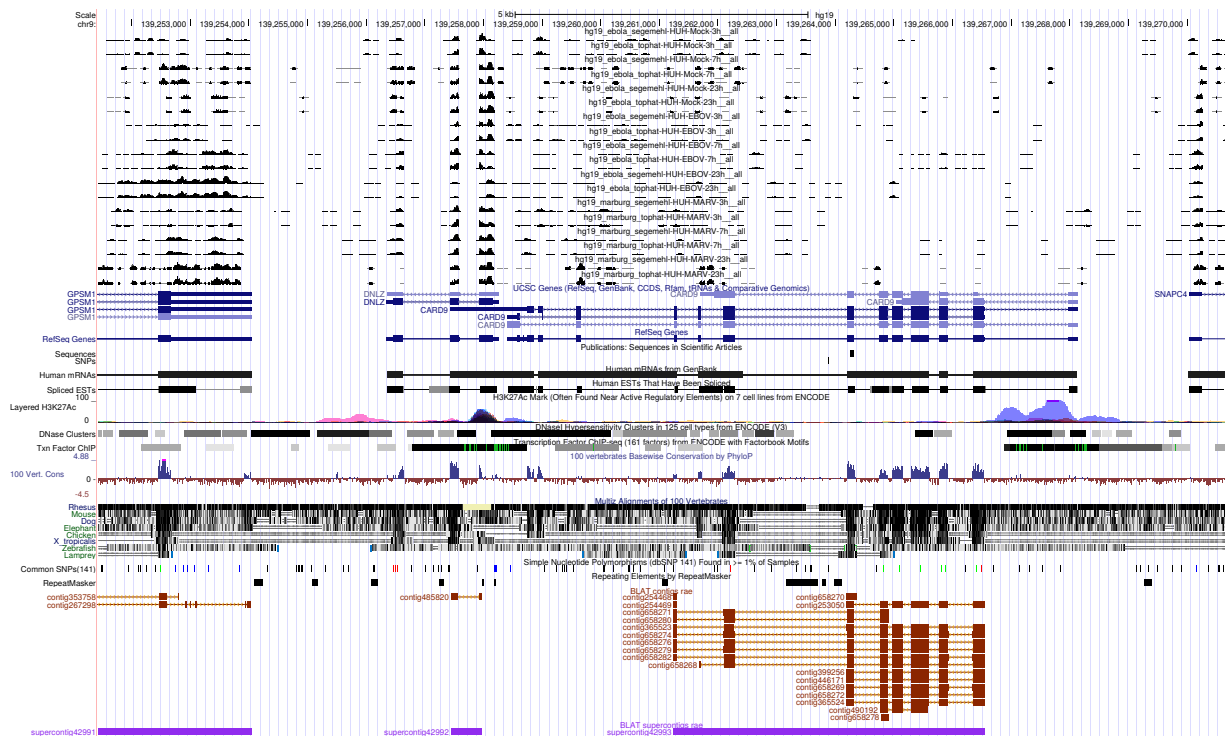 Scale 5 kb hg19
chr9: 139,253,000 139,254,000 139,255,000 139,256,000 139,257,000 139,258,000 139,259,000 139,260,000 139,261,000 139,262,000 139,263,000 139,264,000 139,265,000 139,266,000 139,267,000 139,268,000 139,269,000 139,270,000
hg19_ebola_segemehl-HUH-Mock-3h__all
hg19_ebola_tophat-HUH-Mock-3h__all
hg19_ebola_segemehl-HUH-Mock-7h__all
hg19_ebola_tophat-HUH-Mock-7h__all
hg19_ebola_segemehl-HUH-Mock-23h__all
hg19_ebola_tophat-HUH-Mock-23h__all
hg19_ebola_segemehl-HUH-EBOV-3h__all
hg19_ebola_tophat-HUH-EBOV-3h__all
hg19_ebola_segemehl-HUH-EBOV-7h__all
hg19_ebola_tophat-HUH-EBOV-7h__all
hg19_ebola_segemehl-HUH-EBOV-23h__all
hg19_ebola_tophat-HUH-EBOV-23h__all
hg19_marburg_segemehl-HUH-MARV-3h__all
hg19_marburg_tophat-HUH-MARV-3h__all
hg19_marburg_segemehl-HUH-MARV-7h__all
hg19_marburg_tophat-HUH-MARV-7h__all
hg19_marburg_segemehl-HUH-MARV-23h__all
hg19_marburg_tophat-HUH-MARV-23h__all
UCSC Genes (RefSeq, GenBank, CCDS, Rfam, tRNAs & Comparative Genomics)
GPSM1 DNLZ CARD9 SNAPC4
GPSM1 DNLZ CARD9
GPSM1 CARD9
GPSM1 CARD9
CARD9
RefSeq Genes
RefSeq Genes
Publications: Sequences in Scientific Articles
Sequences
SNPs
Human mRNAs from GenBank
Human mRNAs
Human ESTs That Have Been Spliced
Spliced ESTs
100
H3K27Ac Mark (Often Found Near Active Regulatory Elements) on 7 cell lines from ENCODE
Layered H3K27Ac
0
DNaseI Hypersensitivity Clusters in 125 cell types from ENCODE (V3)
DNase Clusters
Transcription Factor ChIP-seq (161 factors) from ENCODE with Factorbook Motifs
Txn Factor ChIP
4.88
100 vertebrates Basewise Conservation by PhyloP
100 Vert. Cons
0
-4.5
Multiz Alignments of 100 Vertebrates
Rhesus
Mouse
Dog
Elephant
Chicken
X_tropicalis
Zebrafish
Lamprey
Simple Nucleotide Polymorphisms (dbSNP 141) Found in >= 1% of Samples
Common SNPs(141)
Repeating Elements by RepeatMasker
RepeatMasker
BLAT contigs rae
contig353758 contig485820 contig254468 contig658270
contig267298 contig254469 contig253050
contig658271
contig658280
contig365523
contig658274
contig658276
contig658279
contig658282
contig658268
contig399256
contig446171
contig658269
contig658272
contig365524
contig490192
contig658278
BLAT supercontigs rae
supercontig42991 supercontig42992 supercontig42993